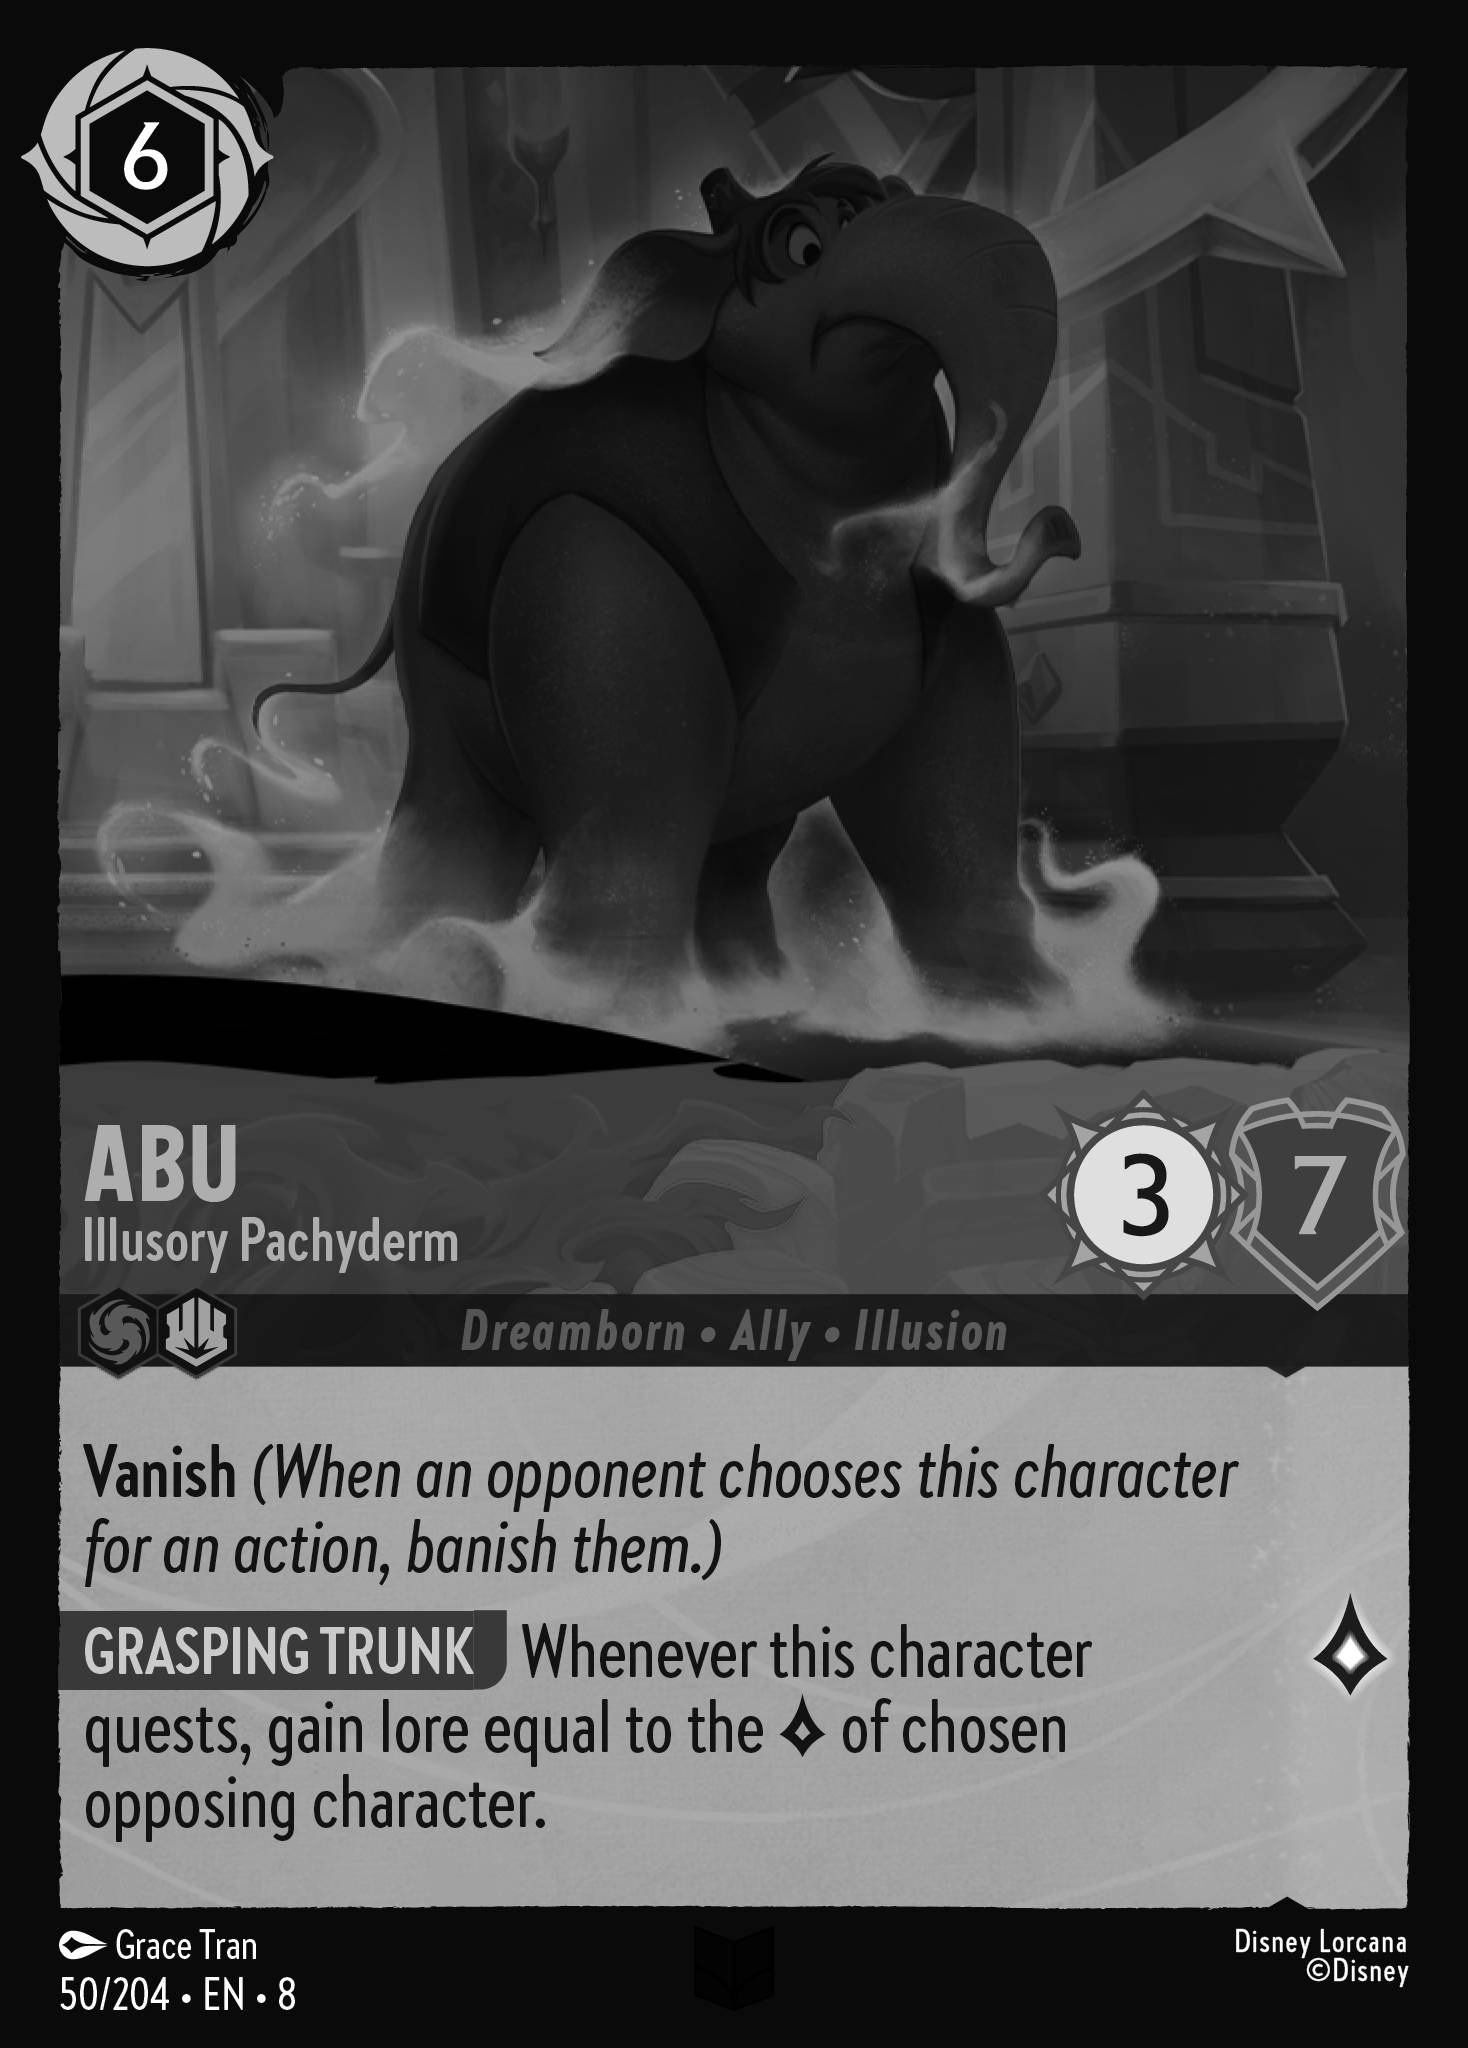 6
ABU
Illusory Pachyderm
3
7
Dreamborn • Ally • Illusion
Vanish (When an opponent chooses this character
for an action, banish them.)
GRASPING TRUNK Whenever this character
quests, gain lore equal to the of chosen
opposing character.
Grace Tran
50/204 • EN • 8
Disney Lorcana
©Disney